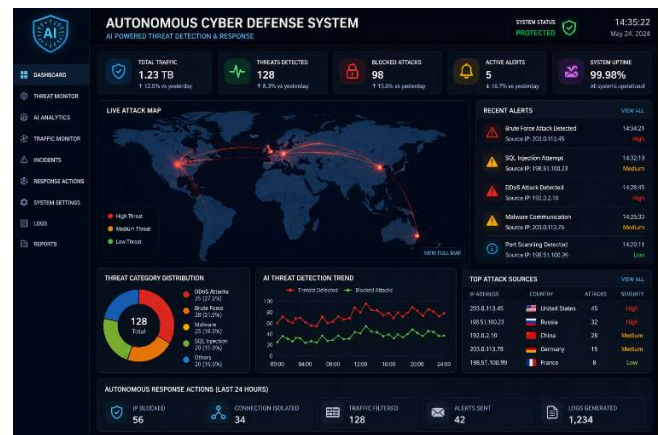 AI
AUTONOMOUS CYBER DEFENSE SYSTEM
AI POWERED THREAT DETECTION & RESPONSE
SYSTEM STATUS
PROTECTED
14:35:22
May 24, 2024
DASHBOARD
THREAT MONITOR
AI ANALYTICS
TRAFFIC MONITOR
INCIDENTS
RESPONSE ACTIONS
SYSTEM SETTINGS
LOGS
REPORTS
TOTAL TRAFFIC
1.23 TB
↑ 12.5% vs yesterday
THREATS DETECTED
128
↑ 8.3% vs yesterday
BLOCKED ATTACKS
98
↑ 15.6% vs yesterday
ACTIVE ALERTS
5
↓ 16.7% vs yesterday
SYSTEM UPTIME
99.98%
All systems operational
LIVE ATTACK MAP
High Threat
Medium Threat
Low Threat
VIEW FULL MAP
RECENT ALERTS VIEW ALL
Brute Force Attack Detected 14:34:21
Source IP: 203.0.113.45 High
SQL Injection Attempt 14:32:10
Source IP: 198.51.100.23 Medium
DDoS Attack Detected 14:28:45
Source IP: 192.0.2.10 High
Malware Communication 14:25:33
Source IP: 203.0.113.78 Medium
Port Scanning Detected 14:20:11
Source IP: 198.51.100.99 Low
THREAT CATEGORY DISTRIBUTION
128
Total
DDoS Attacks
35 (27.3%)
Brute Force
28 (21.9%)
Malware
25 (19.5%)
SQL Injection
20 (15.6%)
Others
20 (15.6%)
AI THREAT DETECTION TREND
Threats Detected Blocked Attacks
100
80
60
40
20
0
00:00 04:00 08:00 12:00 16:00 20:00 24:00
TOP ATTACK SOURCES VIEW ALL
IP ADDRESS COUNTRY ATTACKS SEVERITY
203.0.113.45 United States 45 High
198.51.100.23 Russia 32 High
192.0.2.10 China 28 Medium
203.0.113.78 Germany 15 Medium
198.51.100.99 France 8 Low
AUTONOMOUS RESPONSE ACTIONS (LAST 24 HOURS)
IP BLOCKED
56
CONNECTION ISOLATED
34
TRAFFIC FILTERED
128
ALERTS SENT
42
LOGS GENERATED
1,234